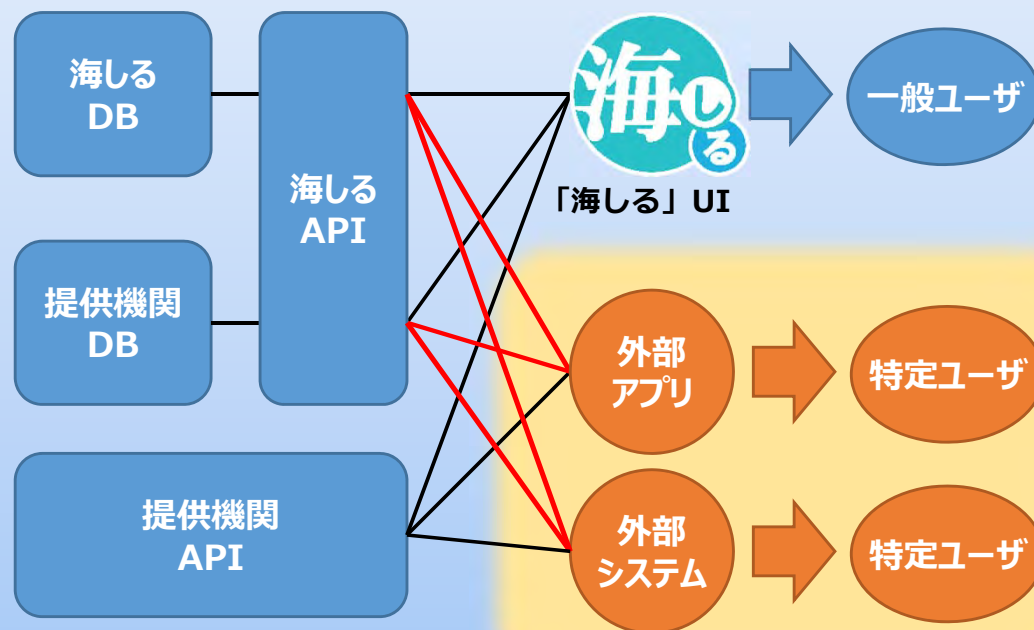 海しる
DB
海しる
API
海しる
「海しる」UI
一般ユーザ
提供機関
DB
外部
アプリ
特定ユーザ
提供機関
API
外部
システム
特定ユーザ